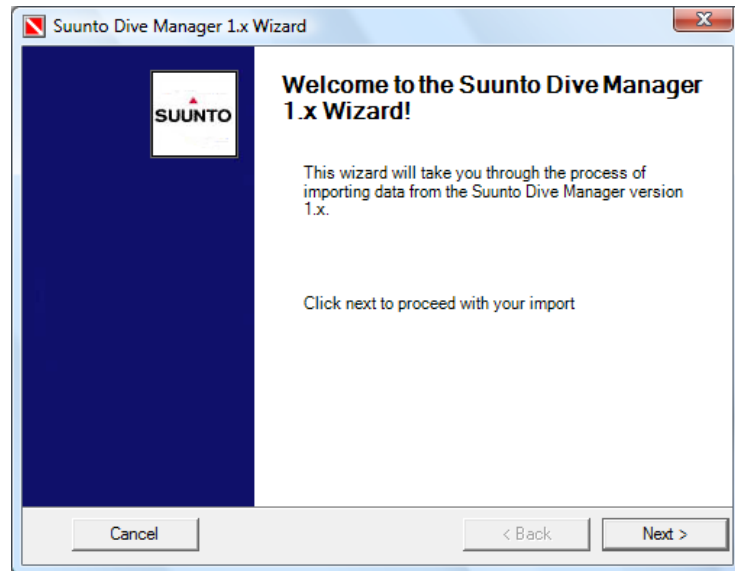 Suunto Dive Manager 1.x Wizard
SUUNTO
Welcome to the Suunto Dive Manager
1.x Wizard!
This wizard will take you through the process of
importing data from the Suunto Dive Manager version
1.x.
Click next to proceed with your import
Cancel
< Back
Next >